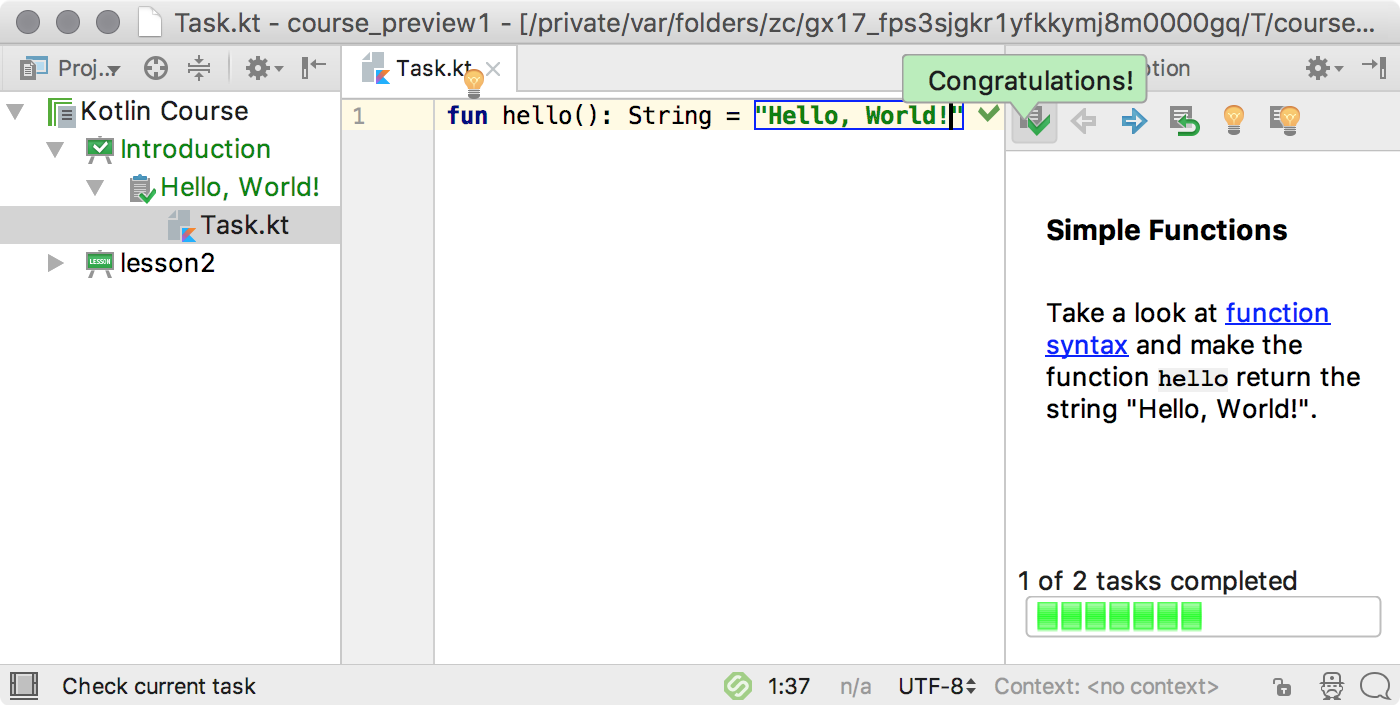 Task.kt - course_preview1 - [/private/var/folders/zc/gx17_fps3sjgkr1yfkkymj8m0000gq/T/course...
Proj..
Task.kt
Congratulations!
Kotlin Course
Introduction
Hello, World!
Task.kt
LESSON
lesson2
1
fun hello(): String = "Hello, World!"
Simple Functions
Take a look at function
syntax and make the
function hello return the
string "Hello, World!".
1 of 2 tasks completed
Check current task
1:37
n/a
UTF-8
Context: <no context>